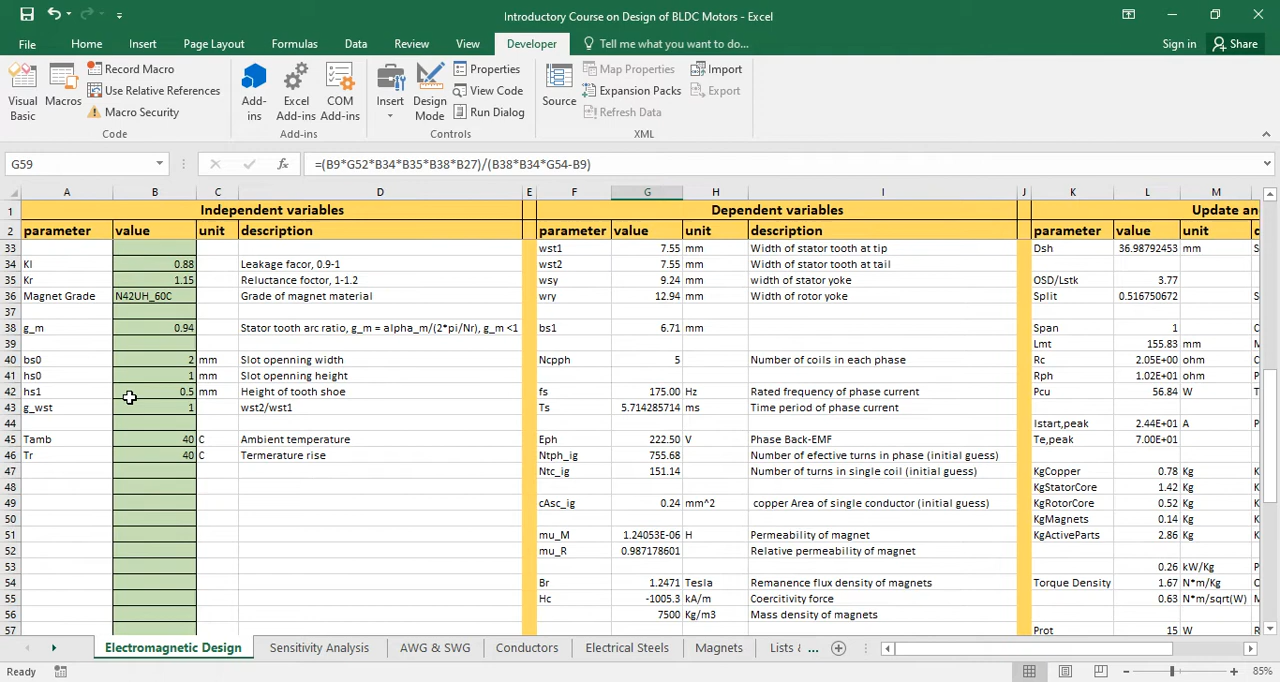 Introductory Course on Design of BLDC Motors - Excel
File Home Insert Page Layout Formulas Data Review View Developer Tell me what you want to do... Sign in Share
Visual Basic Macros Record Macro Use Relative References Macro Security Add-ins Excel Add-ins COM Add-ins Insert Design Mode Properties View Code Run Dialog Source Map Properties Expansion Packs Refresh Data Import Export
Code Add-ins Controls XML
G59 fx =(B9*G52*B34*B35*B38*B27)/(B38*B34*G54-B9)
A B C D E F G H I J K L M
1 Independent variables Dependent variables Update an
2 parameter value unit description parameter value unit description parameter value unit
33 wst1 7.55 mm Width of stator tooth at tip Dsh 36.98792453 mm S
34 Kl 0.88 Leakage facor, 0.9-1 wst2 7.55 mm Width of stator tooth at tail
35 Kr 1.15 Reluctance foctor, 1-1.2 wsy 9.24 mm width of stator yoke OSD/Lstk 3.77
36 Magnet Grade N42UH_60C Grade of magnet material wry 12.94 mm Width of rotor yoke Split 0.516750672 S
37
38 g_m 0.94 Stator tooth arc ratio, g_m = alpha_m/(2*pi/Nr), g_m <1 bs1 6.71 mm Span 1 C
39 Lmt 155.83 mm M
40 bs0 2 mm Slot openning width Ncpph 5 Number of coils in each phase Rc 2.05E+00 ohm C
41 hs0 1 mm Slot openning height Rph 1.02E+01 ohm P
42 hs1 0.5 mm Height of tooth shoe fs 175.00 Hz Rated frequency of phase current Pcu 56.84 W T
43 g_wst 1 wst2/wst1 Ts 5.714285714 ms Time period of phase current
44 Istart,peak 2.44E+01 A P
45 Tamb 40 C Ambient temperature Eph 222.50 V Phase Back-EMF Te,peak 7.00E+01
46 Tr 40 C Termerature rise Ntph_ig 755.68 Number of efective turns in phase (initial guess)
47 Ntc_ig 151.14 Number of turns in single coil (initial guess) KgCopper 0.78 Kg K
48 KgStatorCore 1.42 Kg K
49 cAsc_ig 0.24 mm^2 copper Area of single conductor (initial guess) KgRotorCore 0.52 Kg K
50 KgMagnets 0.14 Kg K
51 mu_M 1.24053E-06 H Permeability of magnet KgActiveParts 2.86 Kg K
52 mu_R 0.987178601 Relative permeability of magnet
53 0.26 kW/Kg P
54 Br 1.2471 Tesla Remanence flux density of magnets Torque Density 1.67 N*m/Kg T
55 Hc -1005.3 kA/m Coercitivity force 0.63 N*m/sqrt(W) M
56 7500 Kg/m3 Mass density of magnets
57 Prot 15 W R
Electromagnetic Design Sensitivity Analysis AWG & SWG Conductors Electrical Steels Magnets Lists & ...
Ready 85%